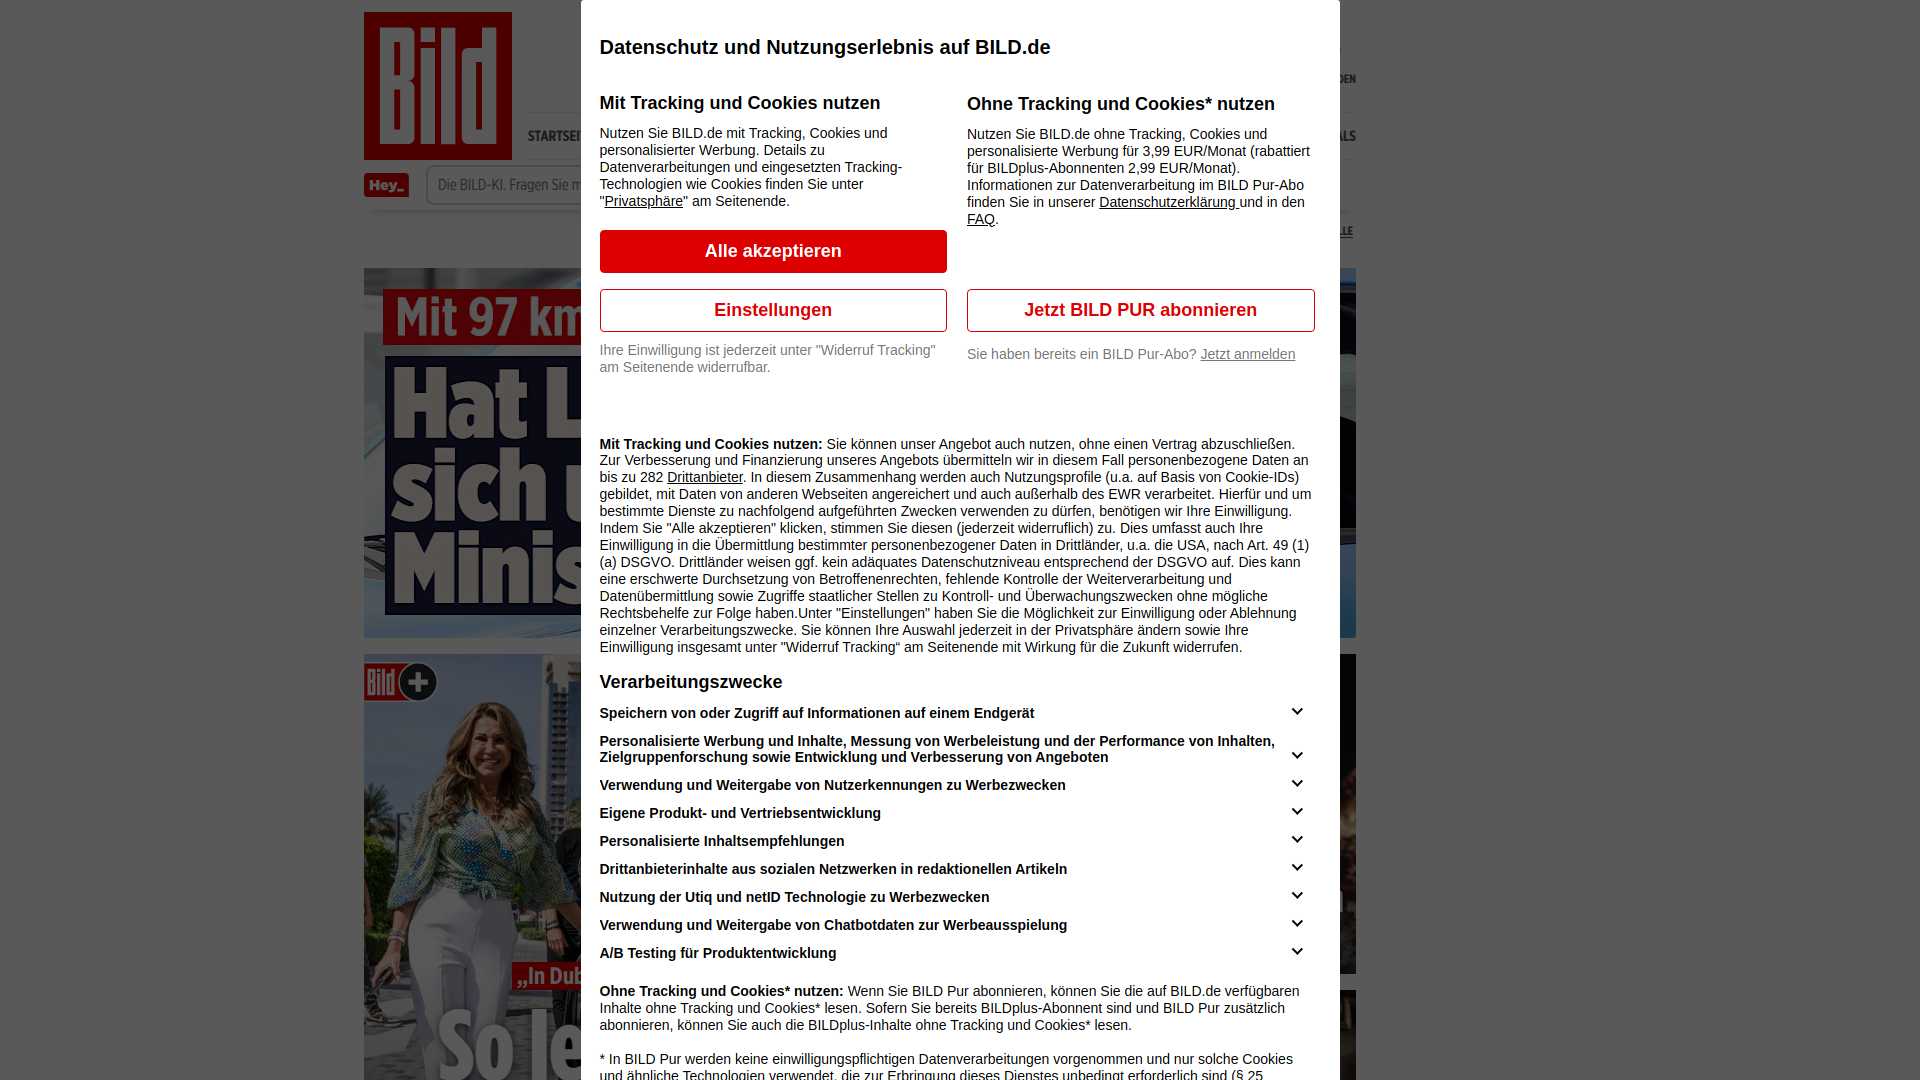 Bild
DEN
STARTSEI
ALS
Hey_
Die BILD-KI. Fragen Sie m
LLE
Mit 97 km
Hat L
sich u
Minis
Bild +
„In Dub
So le
Datenschutz und Nutzungserlebnis auf BILD.de
Mit Tracking und Cookies nutzen
Nutzen Sie BILD.de mit Tracking, Cookies und
personalisierter Werbung. Details zu
Datenverarbeitungen und eingesetzten Tracking-
Technologien wie Cookies finden Sie unter
"Privatsphäre" am Seitenende.
Alle akzeptieren
Einstellungen
Ihre Einwilligung ist jederzeit unter "Widerruf Tracking"
am Seitenende widerrufbar.
Ohne Tracking und Cookies* nutzen
Nutzen Sie BILD.de ohne Tracking, Cookies und
personalisierte Werbung für 3,99 EUR/Monat (rabattiert
für BILDplus-Abonnenten 2,99 EUR/Monat).
Informationen zur Datenverarbeitung im BILD Pur-Abo
finden Sie in unserer Datenschutzerklärung und in den
FAQ.
Jetzt BILD PUR abonnieren
Sie haben bereits ein BILD Pur-Abo? Jetzt anmelden
Mit Tracking und Cookies nutzen: Sie können unser Angebot auch nutzen, ohne einen Vertrag abzuschließen.
Zur Verbesserung und Finanzierung unseres Angebots übermitteln wir in diesem Fall personenbezogene Daten an
bis zu 282 Drittanbieter. In diesem Zusammenhang werden auch Nutzungsprofile (u.a. auf Basis von Cookie-IDs)
gebildet, mit Daten von anderen Webseiten angereichert und auch außerhalb des EWR verarbeitet. Hierfür und um
bestimmte Dienste zu nachfolgend aufgeführten Zwecken verwenden zu dürfen, benötigen wir Ihre Einwilligung.
Indem Sie "Alle akzeptieren" klicken, stimmen Sie diesen (jederzeit widerruflich) zu. Dies umfasst auch Ihre
Einwilligung in die Übermittlung bestimmter personenbezogener Daten in Drittländer, u.a. die USA, nach Art. 49 (1)
(a) DSGVO. Drittländer weisen ggf. kein adäquates Datenschutzniveau entsprechend der DSGVO auf. Dies kann
eine erschwerte Durchsetzung von Betroffenenrechten, fehlende Kontrolle der Weiterverarbeitung und
Datenübermittlung sowie Zugriffe staatlicher Stellen zu Kontroll- und Überwachungszwecken ohne mögliche
Rechtsbehelfe zur Folge haben.Unter "Einstellungen" haben Sie die Möglichkeit zur Einwilligung oder Ablehnung
einzelner Verarbeitungszwecke. Sie können Ihre Auswahl jederzeit in der Privatsphäre ändern sowie Ihre
Einwilligung insgesamt unter "Widerruf Tracking“ am Seitenende mit Wirkung für die Zukunft widerrufen.
Verarbeitungszwecke
Speichern von oder Zugriff auf Informationen auf einem Endgerät
Personalisierte Werbung und Inhalte, Messung von Werbeleistung und der Performance von Inhalten,
Zielgruppenforschung sowie Entwicklung und Verbesserung von Angeboten
Verwendung und Weitergabe von Nutzerkennungen zu Werbezwecken
Eigene Produkt- und Vertriebsentwicklung
Personalisierte Inhaltsempfehlungen
Drittanbieterinhalte aus sozialen Netzwerken in redaktionellen Artikeln
Nutzung der Utiq und netID Technologie zu Werbezwecken
Verwendung und Weitergabe von Chatbotdaten zur Werbeausspielung
A/B Testing für Produktentwicklung
Ohne Tracking und Cookies* nutzen: Wenn Sie BILD Pur abonnieren, können Sie die auf BILD.de verfügbaren
Inhalte ohne Tracking und Cookies* lesen. Sofern Sie bereits BILDplus-Abonnent sind und BILD Pur zusätzlich
abonnieren, können Sie auch die BILDplus-Inhalte ohne Tracking und Cookies* lesen.
* In BILD Pur werden keine einwilligungspflichtigen Datenverarbeitungen vorgenommen und nur solche Cookies
und ähnliche Technologien verwendet, die zur Erbringung dieses Dienstes unbedingt erforderlich sind (§ 25